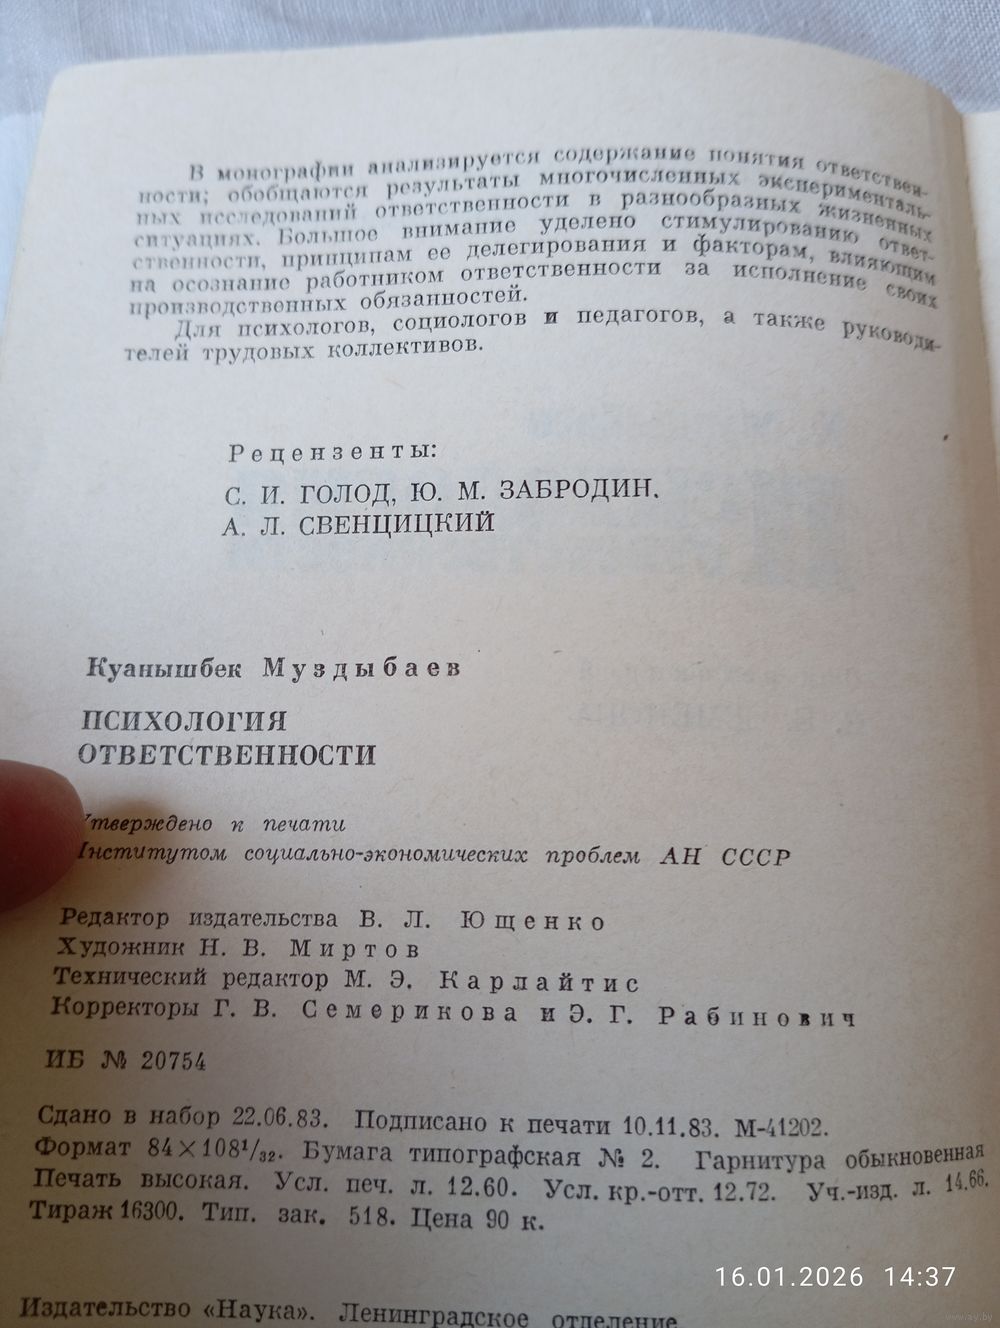 В монографии анализируется содержание понятия ответствен-
ности; обобщаются результаты многочисленных эксперименталь-
ных исследований ответственности в разнообразных жизненных
ситуациях. Большое внимание уделено стимулированию ответ-
ственности, принципам ее делегирования и факторам, влияющим
на осознание работником ответственности за исполнение своих
производственных обязанностей.
Для психологов, социологов и педагогов, а также руководи-
телей трудовых коллективов.
Рецензенты:
С. И. ГОЛОД, Ю. М. ЗАБРОДИН.
А. Л. СВЕНЦИЦКИЙ
Куанышбек Муздыбаев
ПСИХОЛОГИЯ
ОТВЕТСТВЕННОСТИ
Утверждено к печати
Институтом социально-экономических проблем АН СССР
Редактор издательства В. Л. Ющенко
Художник Н. В. Миртов
Технический редактор М. Э. Карлайтис
Корректоры Г. В. Семерикова и Э. Г. Рабинович
ИБ № 20754
Сдано в набор 22.06.83. Подписано к печати 10.11.83. М-41202.
Формат 84×108¹/₃₂. Бумага типографская № 2. Гарнитура обыкновенная
Печать высокая. Усл. печ. л. 12.60. Усл. кр.-отт. 12.72. Уч.-изд. л. 14.66.
Тираж 16300. Тип. зак. 518. Цена 90 к.
16.01.2026 14:37
Издательство «Наука». Ленинградское отделение.
www.ay.by